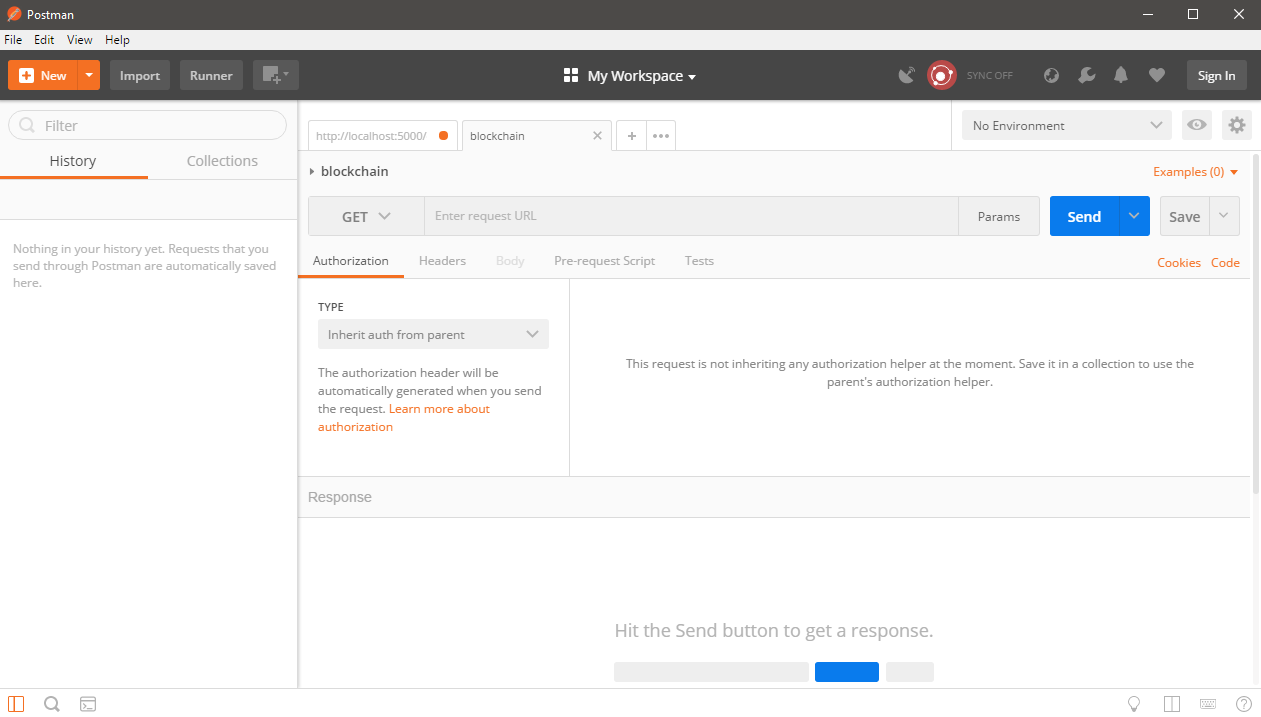 Postman
File Edit View Help
New Import Runner My Workspace SYNC OFF Sign In
Filter
History Collections
Nothing in your history yet. Requests that you
send through Postman are automatically saved
here.
http://localhost:5000/ blockchain No Environment
blockchain Examples (0)
GET Enter request URL Params Send Save
Authorization Headers Body Pre-request Script Tests Cookies Code
TYPE
Inherit auth from parent
The authorization header will be
automatically generated when you send
the request. Learn more about
authorization
This request is not inheriting any authorization helper at the moment. Save it in a collection to use the
parent's authorization helper.
Response
Hit the Send button to get a response.